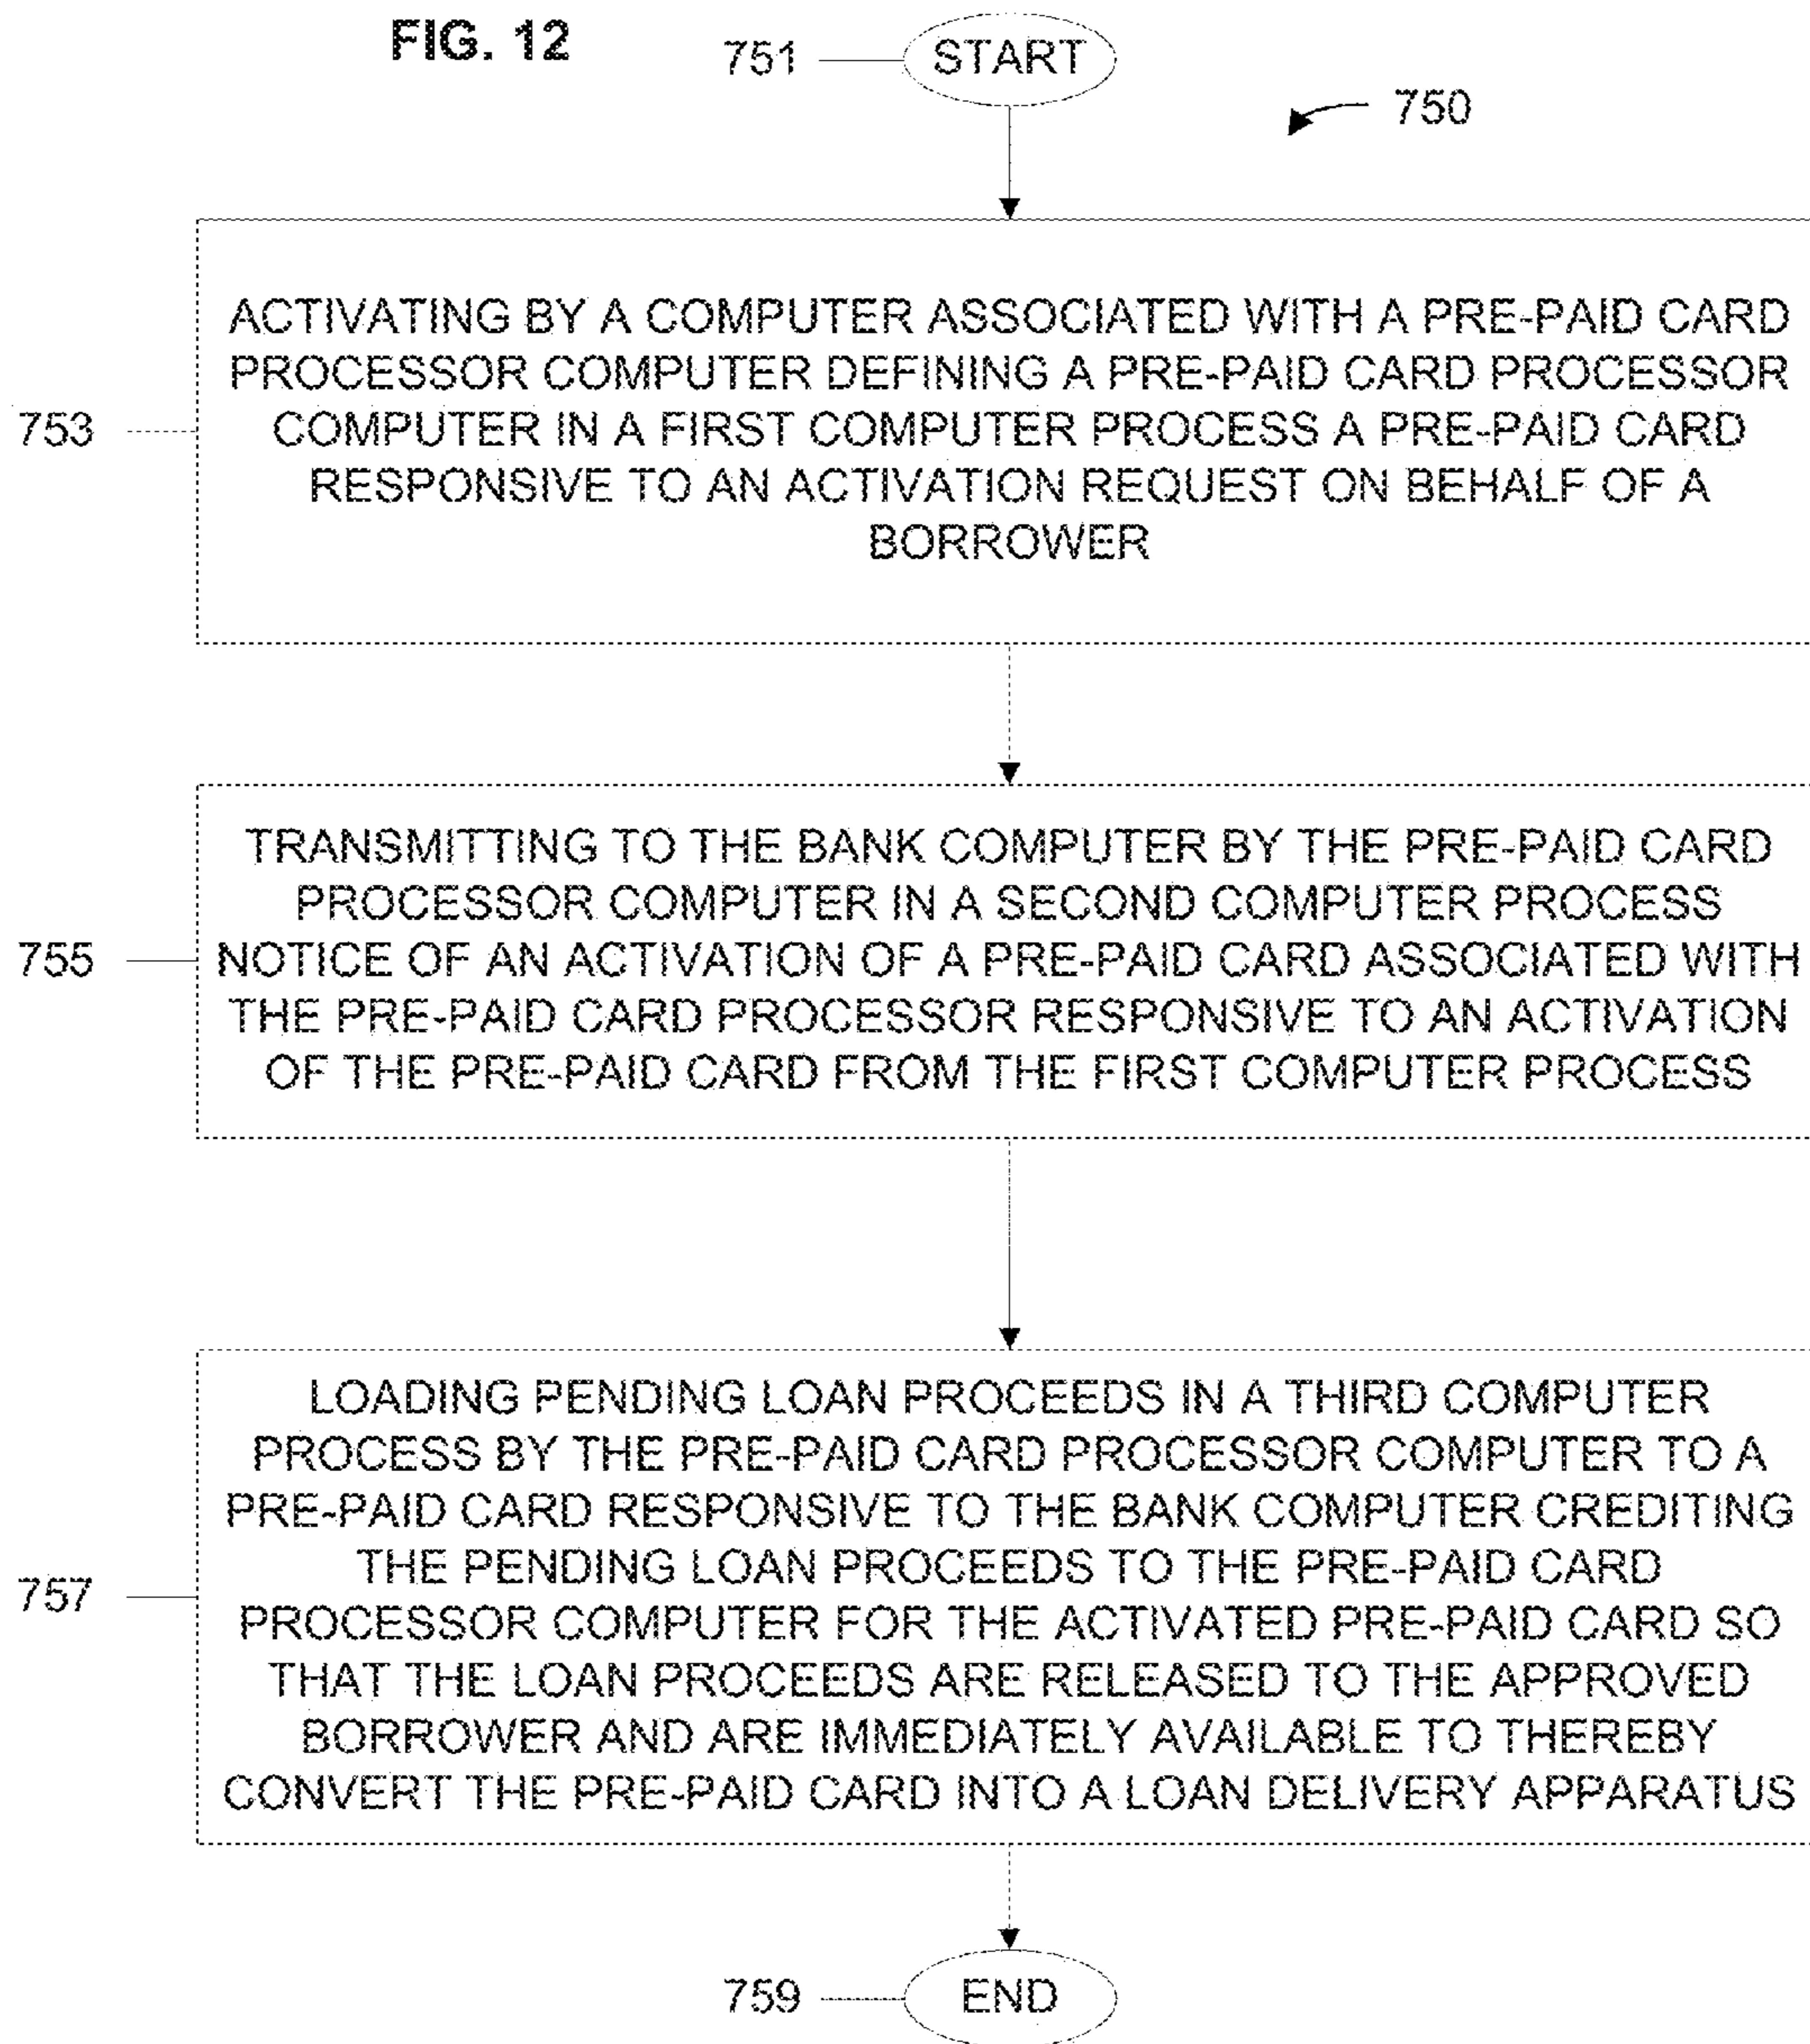 FIG. 12
751
START
750
753
ACTIVATING BY A COMPUTER ASSOCIATED WITH A PRE-PAID CARD
PROCESSOR COMPUTER DEFINING A PRE-PAID CARD PROCESSOR
COMPUTER IN A FIRST COMPUTER PROCESS A PRE-PAID CARD
RESPONSIVE TO AN ACTIVATION REQUEST ON BEHALF OF A
BORROWER
755
TRANSMITTING TO THE BANK COMPUTER BY THE PRE-PAID CARD
PROCESSOR COMPUTER IN A SECOND COMPUTER PROCESS
NOTICE OF AN ACTIVATION OF A PRE-PAID CARD ASSOCIATED WITH
THE PRE-PAID CARD PROCESSOR RESPONSIVE TO AN ACTIVATION
OF THE PRE-PAID CARD FROM THE FIRST COMPUTER PROCESS
757
LOADING PENDING LOAN PROCEEDS IN A THIRD COMPUTER
PROCESS BY THE PRE-PAID CARD PROCESSOR COMPUTER TO A
PRE-PAID CARD RESPONSIVE TO THE BANK COMPUTER CREDITING
THE PENDING LOAN PROCEEDS TO THE PRE-PAID CARD
PROCESSOR COMPUTER FOR THE ACTIVATED PRE-PAID CARD SO
THAT THE LOAN PROCEEDS ARE RELEASED TO THE APPROVED
BORROWER AND ARE IMMEDIATELY AVAILABLE TO THEREBY
CONVERT THE PRE-PAID CARD INTO A LOAN DELIVERY APPARATUS
759
END